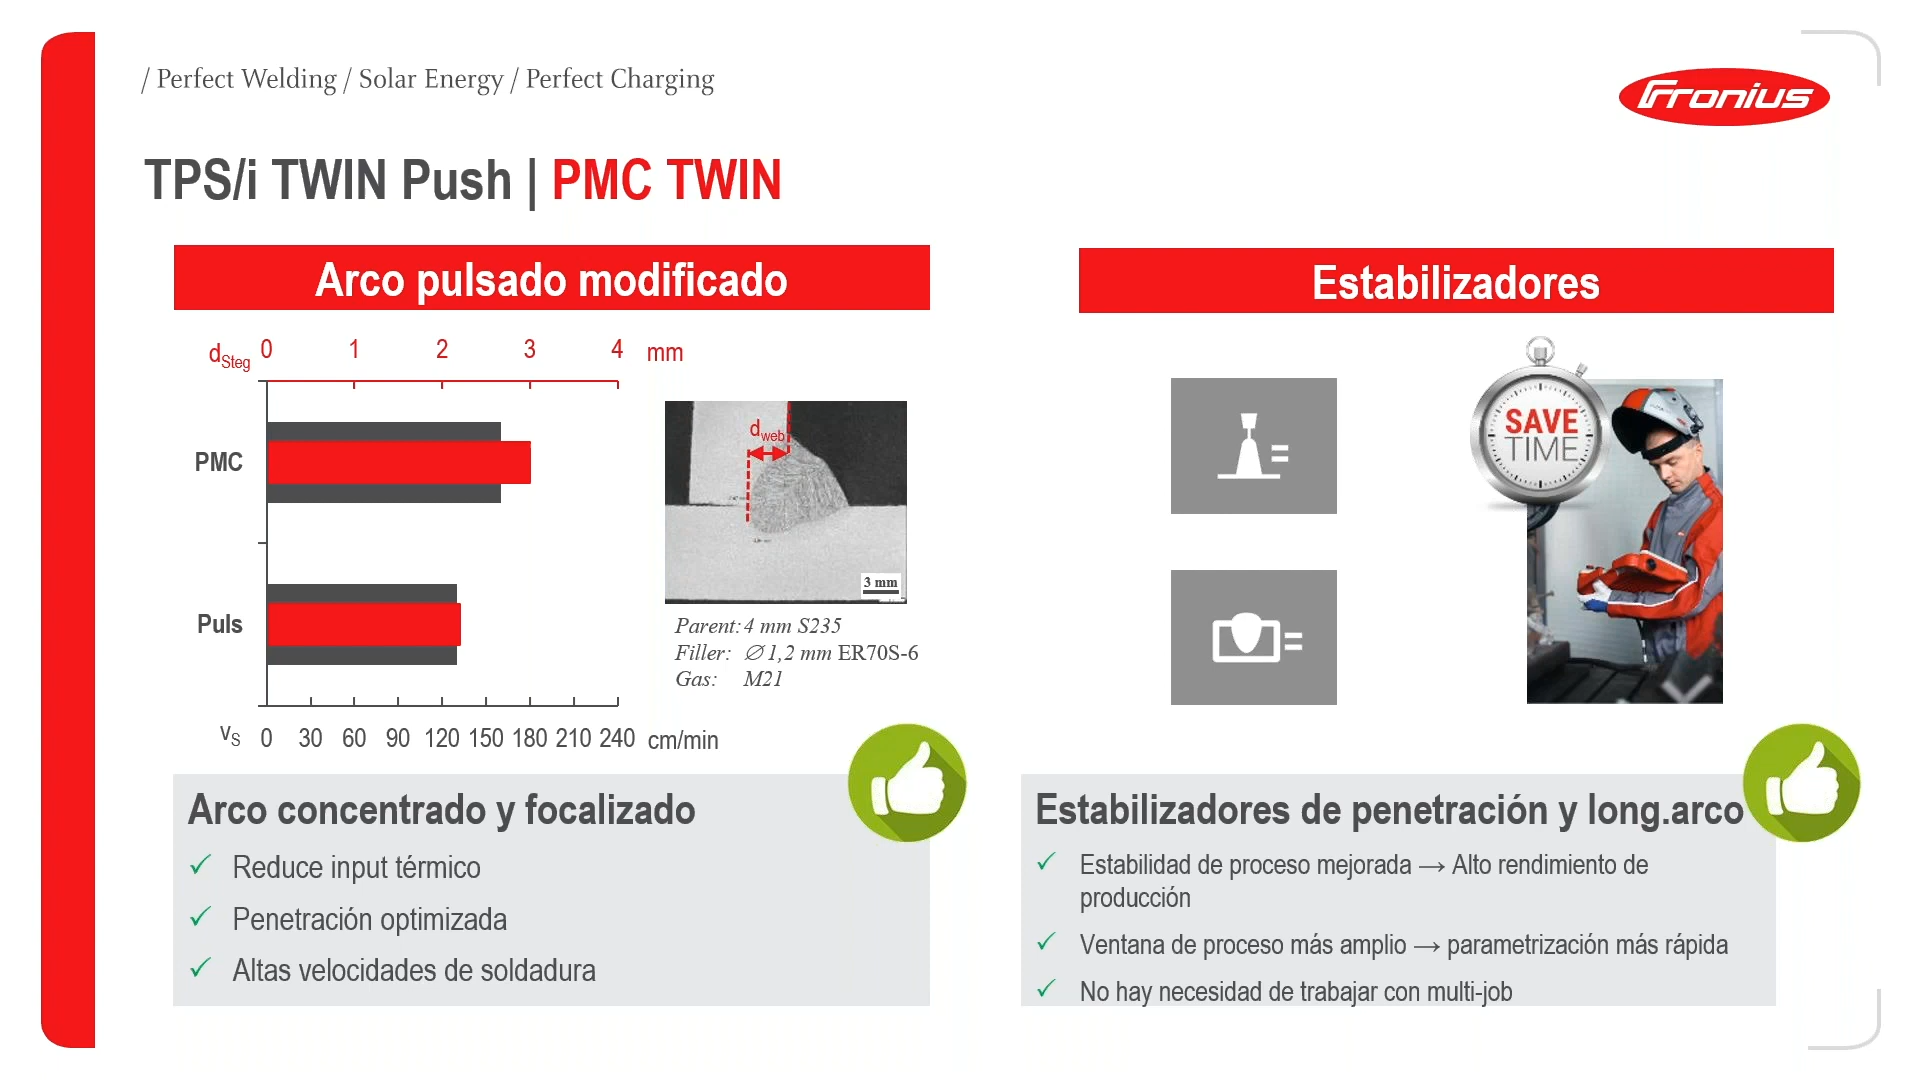 / Perfect Welding / Solar Energy / Perfect Charging
Fronius
TPS/i TWIN Push | PMC TWIN
Arco pulsado modificado
dSteg 0 1 2 3 4 mm
PMC
Puls
vS 0 30 60 90 120 150 180 210 240 cm/min
dweb
3 mm
Parent: 4 mm S235
Filler: ∅ 1,2 mm ER70S-6
Gas: M21
Arco concentrado y focalizado
✓ Reduce input térmico
✓ Penetración optimizada
✓ Altas velocidades de soldadura
Estabilizadores
SAVE
TIME
Estabilizadores de penetración y long.arco
✓ Estabilidad de proceso mejorada → Alto rendimiento de
producción
✓ Ventana de proceso más amplio → parametrización más rápida
✓ No hay necesidad de trabajar con multi-job